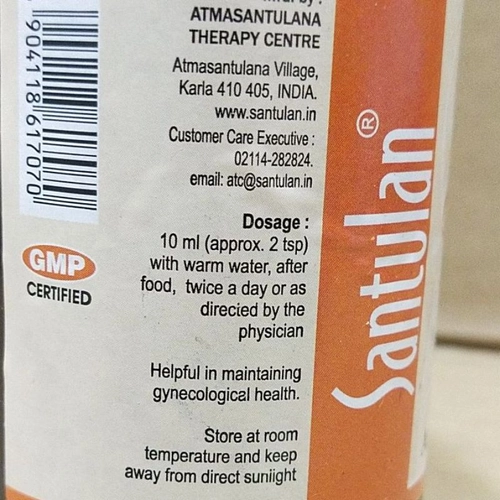 ATMASANTULANA
THERAPY CENTRE
Atmasantulana Village,
Karla 410 405, INDIA.
www.santulan.in
Customer Care Executive :
02114-282824.
email: atc@santulan.in
Dosage :
10 ml (approx. 2 tsp)
with warm water, after
food, twice a day or as
direcied by the
physician
Helpful in maintaining
gynecological health.
Store at room
temperature and keep
away from direct suniight
904118617070
GMP
CERTIFIED
Santulan®